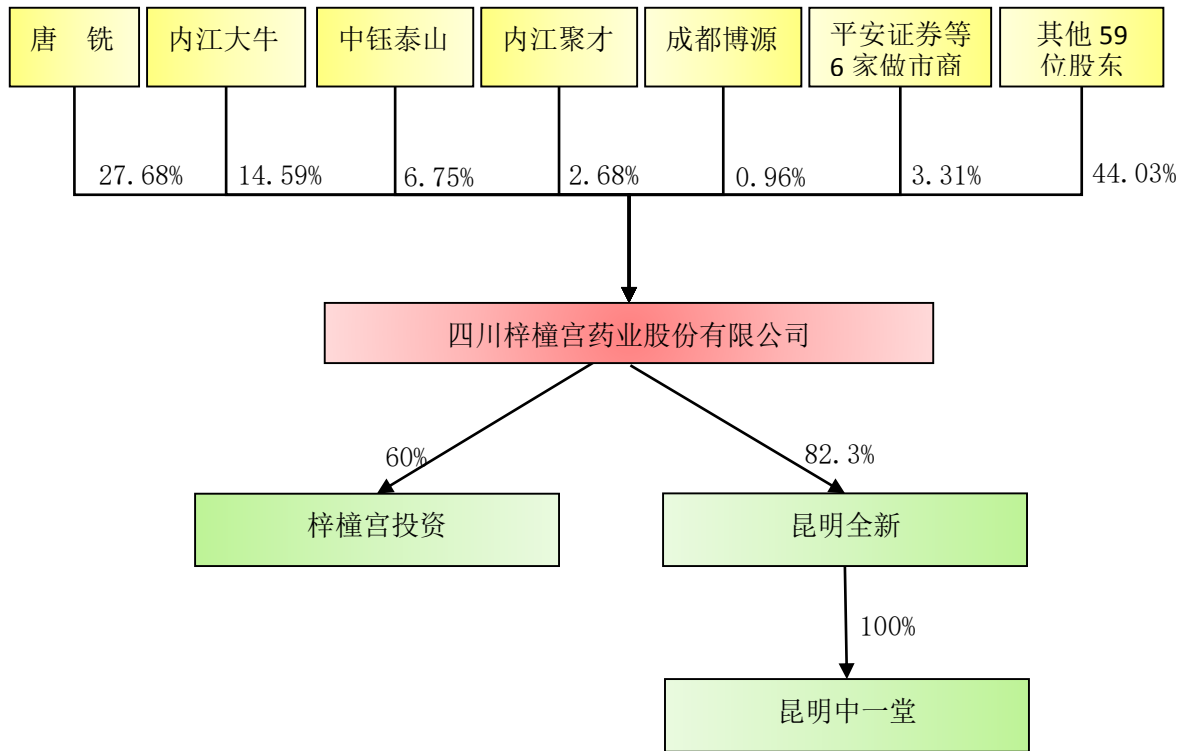 唐 铣
内江大牛
中钰泰山
内江聚才
成都博源
平安证券等
6 家做市商
其他 59
位股东
27.68%
14.59%
6.75%
2.68%
0.96%
3.31%
44.03%
四川梓橦宫药业股份有限公司
60%
82.3%
梓橦宫投资
昆明全新
100%
昆明中一堂